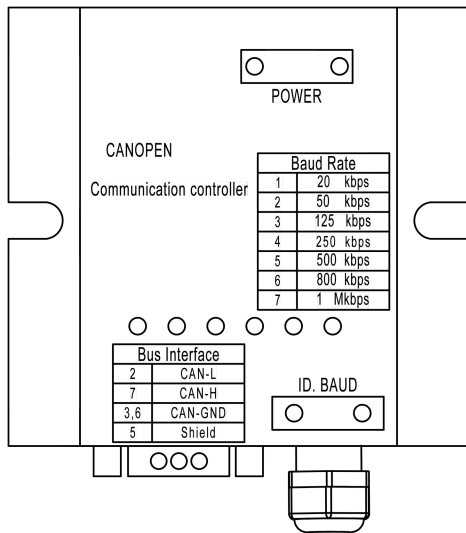 POWER
CANOPEN
Communication controller
Baud Rate
1 20 kbps
2 50 kbps
3 125 kbps
4 250 kbps
5 500 kbps
6 800 kbps
7 1 Mkbps
Bus Interface
2 CAN-L
7 CAN-H
3,6 CAN-GND
5 Shield
ID. BAUD